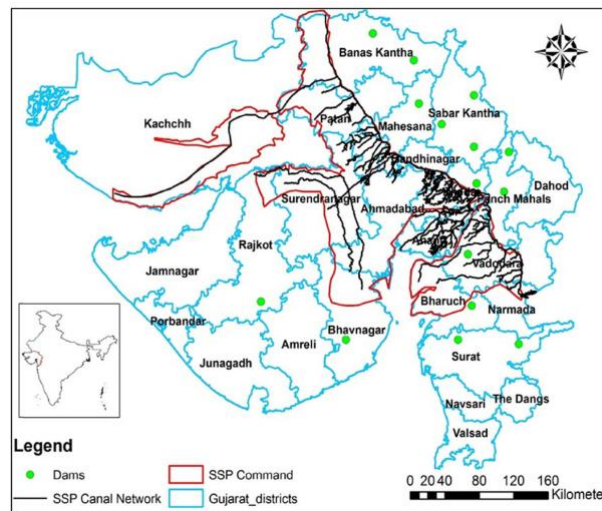 Banas Kantha
Kachchh
Patan
Mahesana
Sabar Kantha
Gandhinagar
Dahod
Panch Mahals
Surendranagar
Ahmadabad
Anand
Rajkot
Vadodara
Jamnagar
Bharuch
Narmada
Porbandar
Bhavnagar
Amreli
Junagadh
Surat
Navsari
The Dangs
Valsad
Legend
Dams
SSP Command
SSP Canal Network
Gujarat_districts
0 20 40 80 120 160
Kilomete